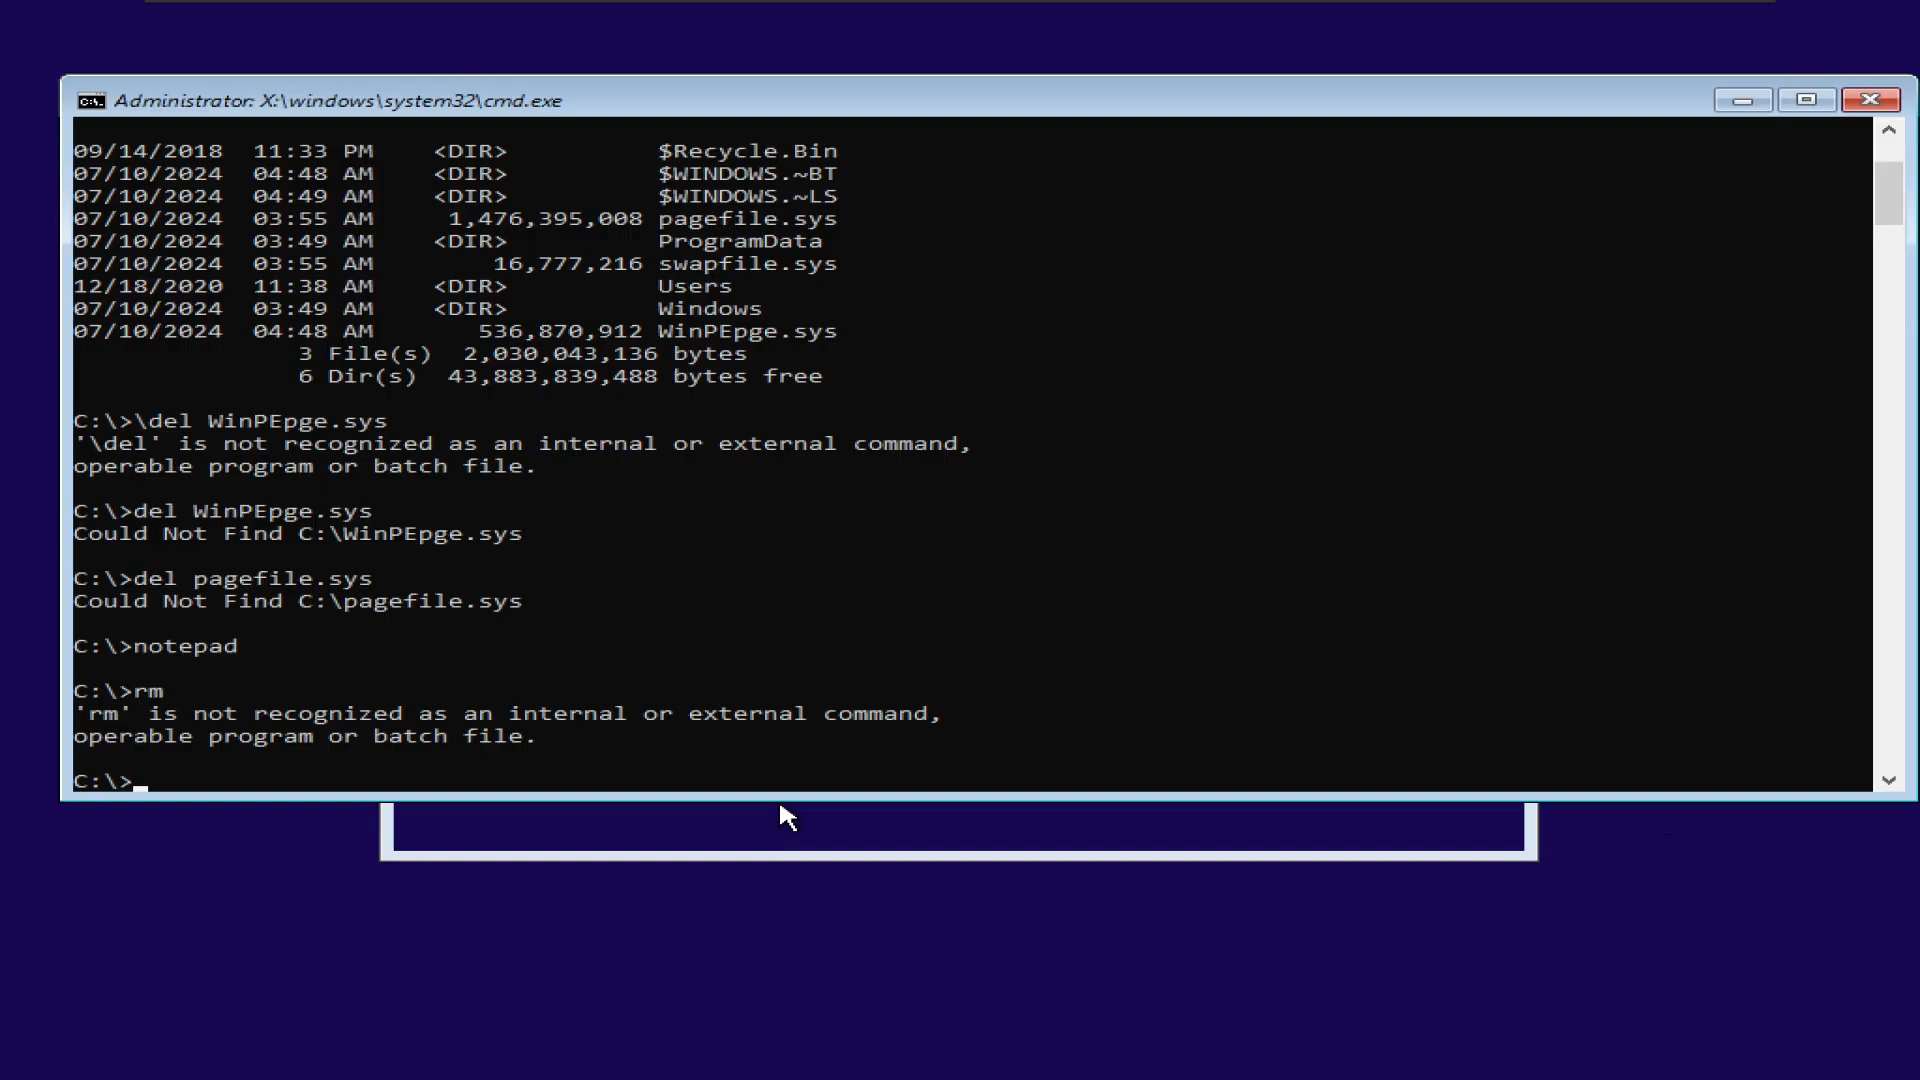 Administrator: X:\windows\system32\cmd.exe
09/14/2018  11:33 PM    <DIR>          $Recycle.Bin
07/10/2024  04:48 AM    <DIR>          $WINDOWS.~BT
07/10/2024  04:49 AM    <DIR>          $WINDOWS.~LS
07/10/2024  03:55 AM     1,476,395,008 pagefile.sys
07/10/2024  03:49 AM    <DIR>          ProgramData
07/10/2024  03:55 AM        16,777,216 swapfile.sys
12/18/2020  11:38 AM    <DIR>          Users
07/10/2024  03:49 AM    <DIR>          Windows
07/10/2024  04:48 AM       536,870,912 WinPEpge.sys
               3 File(s)  2,030,043,136 bytes
               6 Dir(s)  43,883,839,488 bytes free
C:\>\del WinPEpge.sys
'\del' is not recognized as an internal or external command,
operable program or batch file.
C:\>del WinPEpge.sys
Could Not Find C:\WinPEpge.sys
C:\>del pagefile.sys
Could Not Find C:\pagefile.sys
C:\>notepad
C:\>rm
'rm' is not recognized as an internal or external command,
operable program or batch file.
C:\>